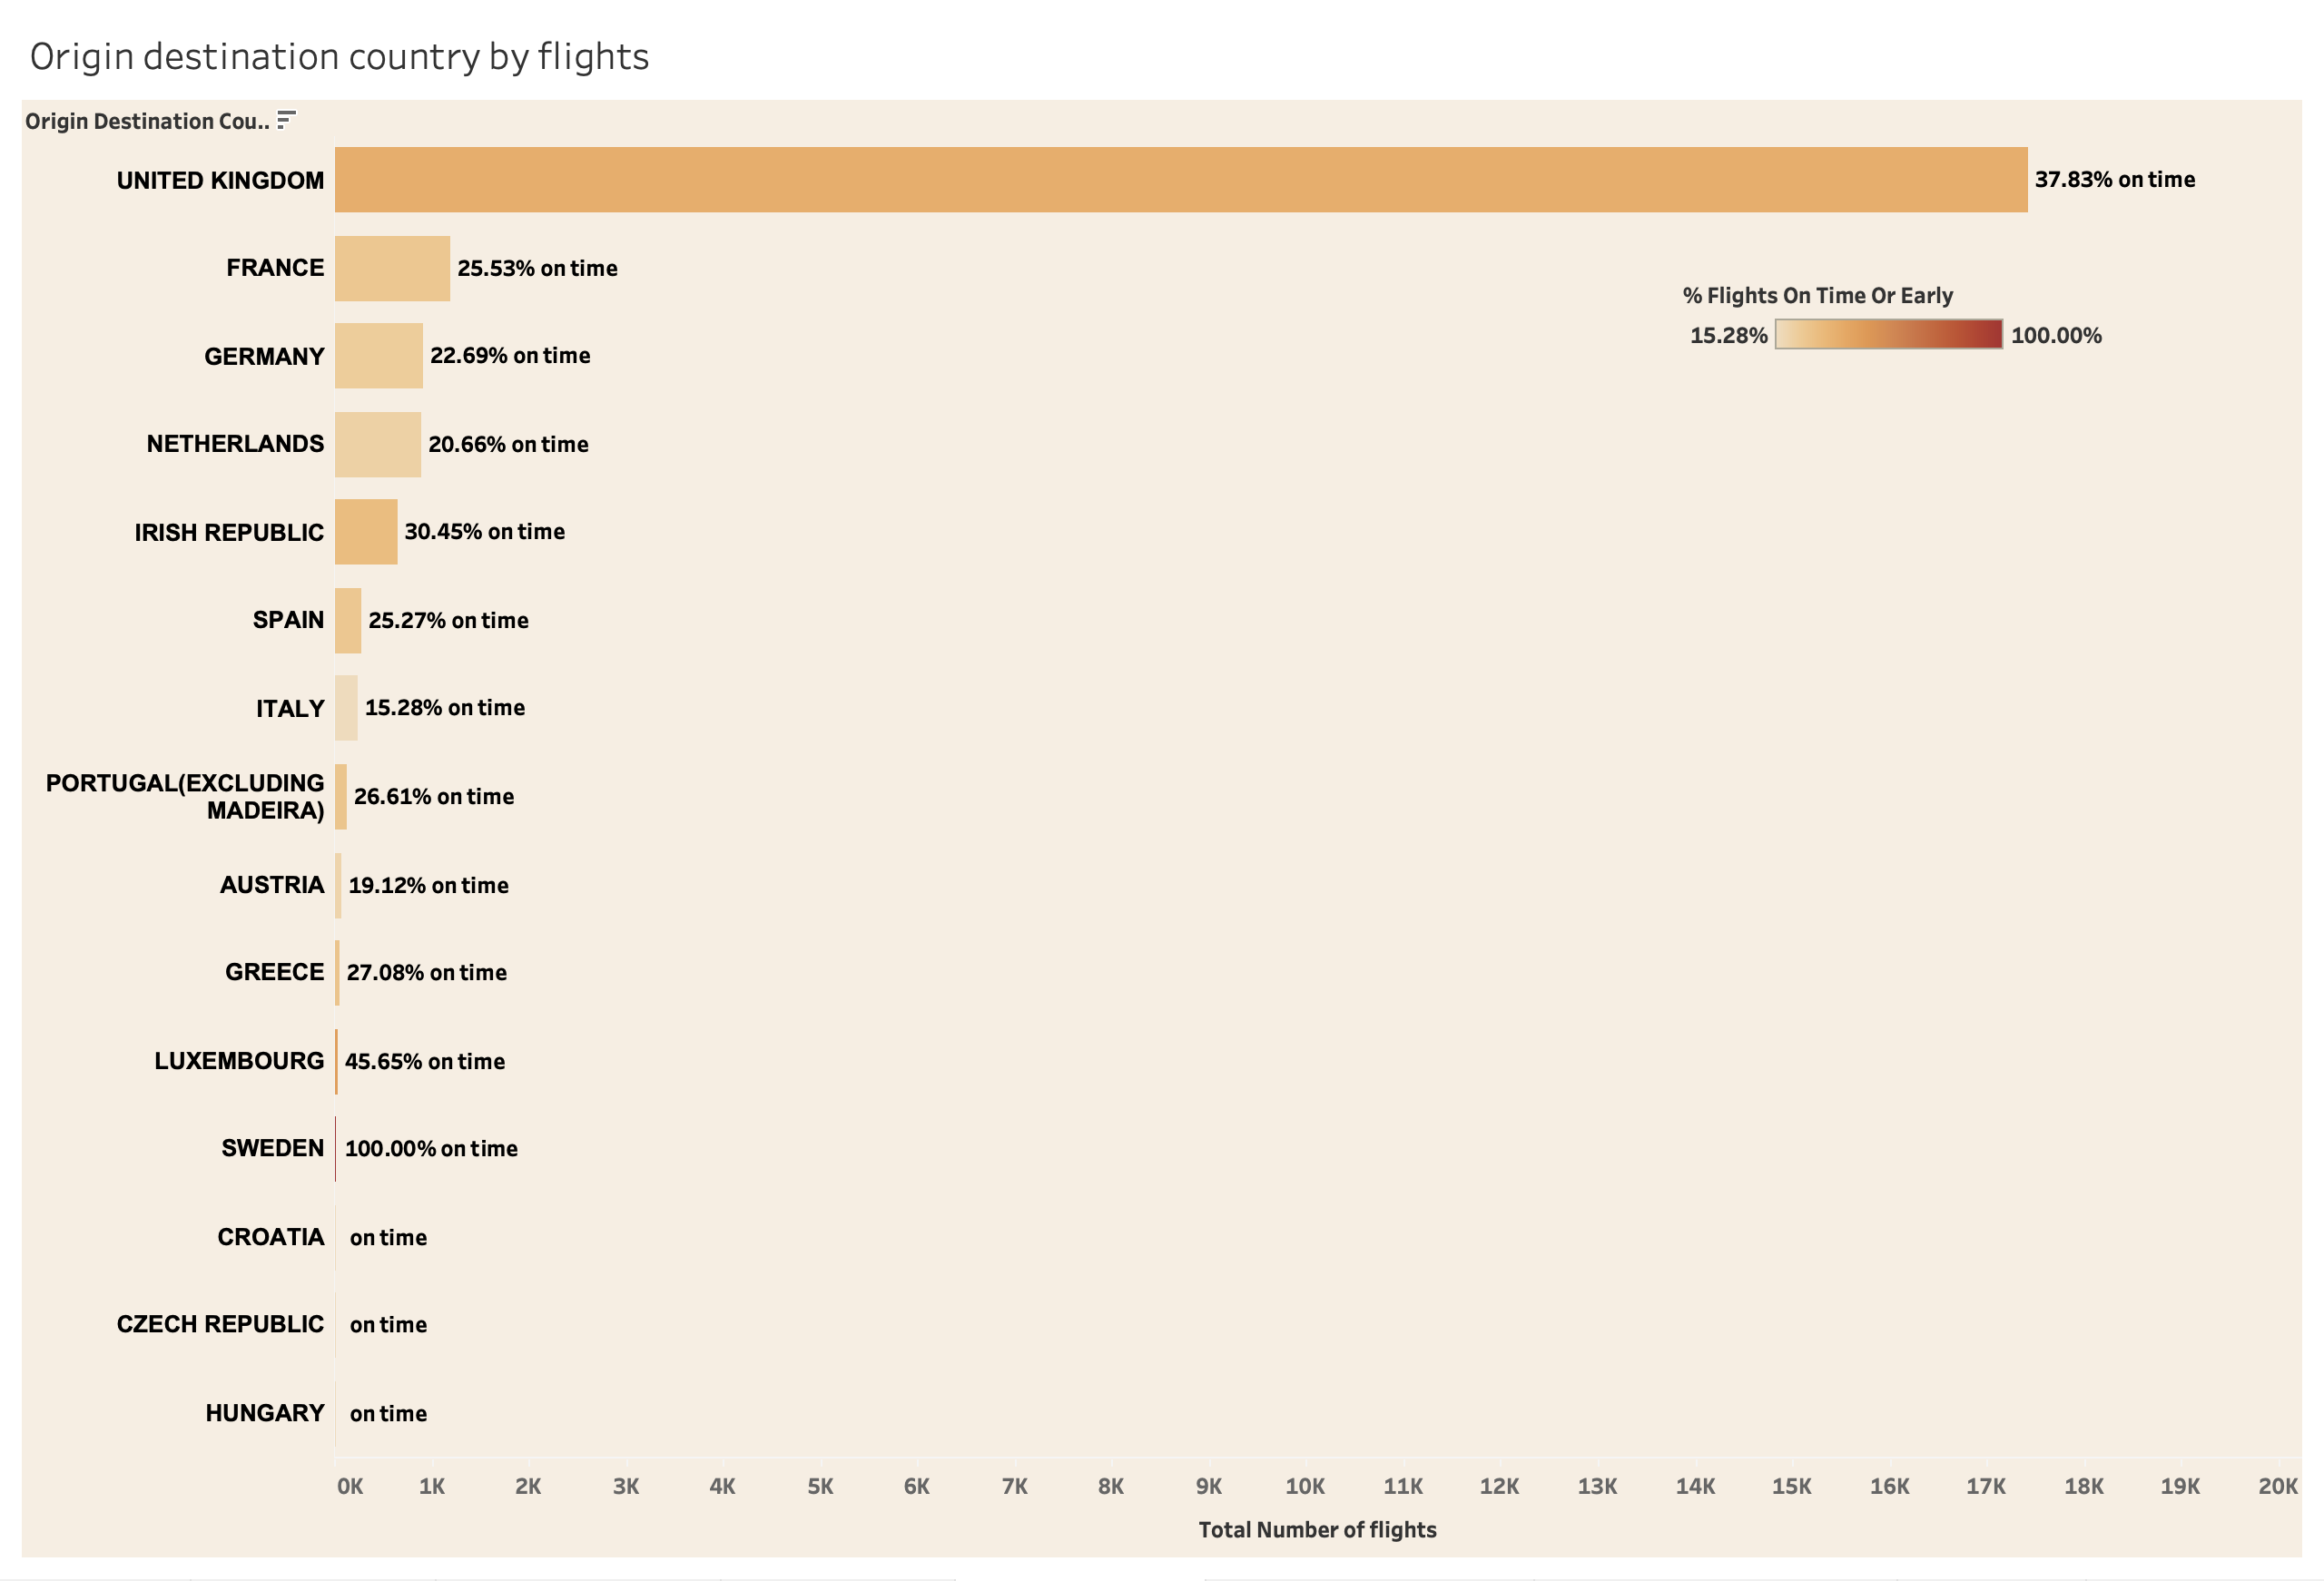 Origin destination country by flights
Origin Destination Cou..
UNITED KINGDOM
37.83% on time
FRANCE
25.53% on time
% Flights On Time Or Early
15.28%
100.00%
GERMANY
22.69% on time
NETHERLANDS
20.66% on time
IRISH REPUBLIC
30.45% on time
SPAIN
25.27% on time
ITALY
15.28% on time
PORTUGAL(EXCLUDING
MADEIRA)
26.61% on time
AUSTRIA
19.12% on time
GREECE
27.08% on time
LUXEMBOURG
45.65% on time
SWEDEN
100.00% on time
CROATIA
on time
CZECH REPUBLIC
on time
HUNGARY
on time
0K 1K 2K 3K 4K 5K 6K 7K 8K 9K 10K 11K 12K 13K 14K 15K 16K 17K 18K 19K 20K
Total Number of flights